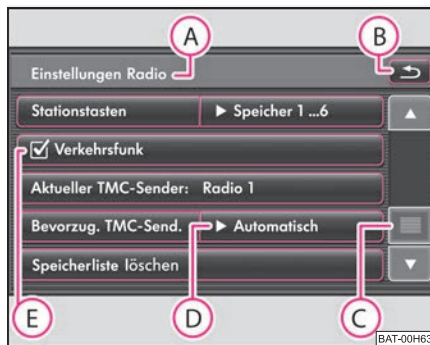 A
B
Einstellungen Radio
Stationstasten ▶ Speicher 1 ...6
Verkehrsfunk
Aktueller TMC-Sender: Radio 1
Bevorzug. TMC-Send. ▶ Automatisch
Speicherliste löschen
E
D
C
BAT-00H63